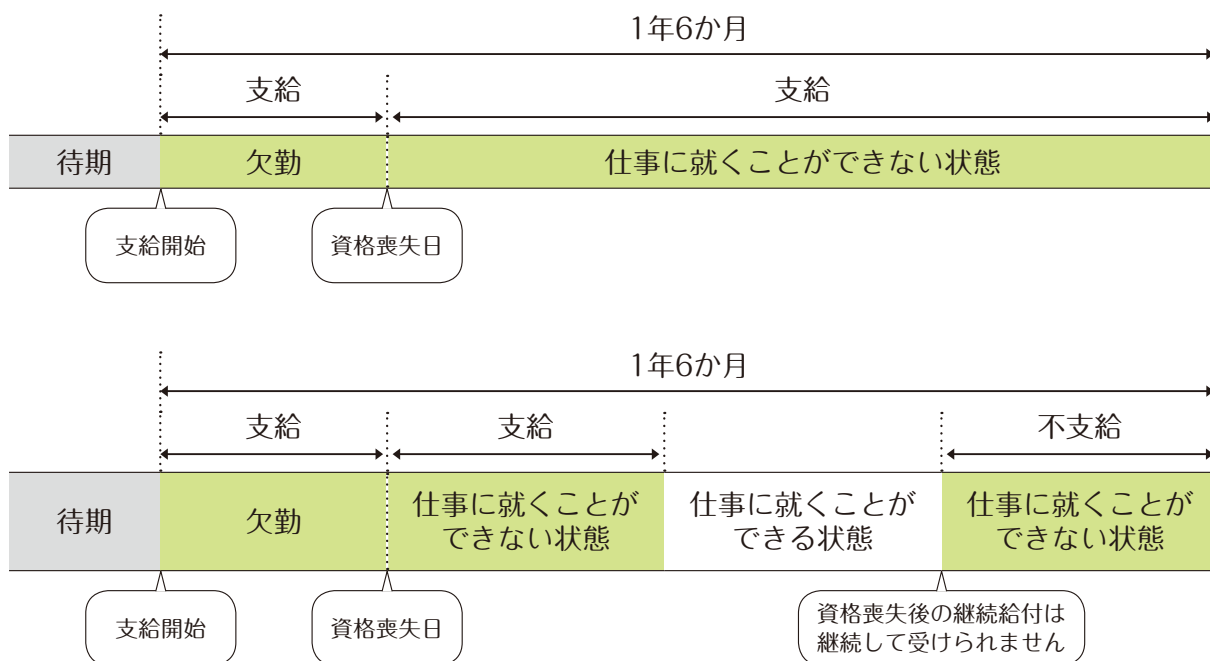 1年6か月
支給
支給
待期
欠勤
仕事に就くことができない状態
支給開始
資格喪失日
1年6か月
支給
支給
不支給
待期
欠勤
仕事に就くことが
できない状態
仕事に就くことが
できる状態
仕事に就くことが
できない状態
支給開始
資格喪失日
資格喪失後の継続給付は
継続して受けられません